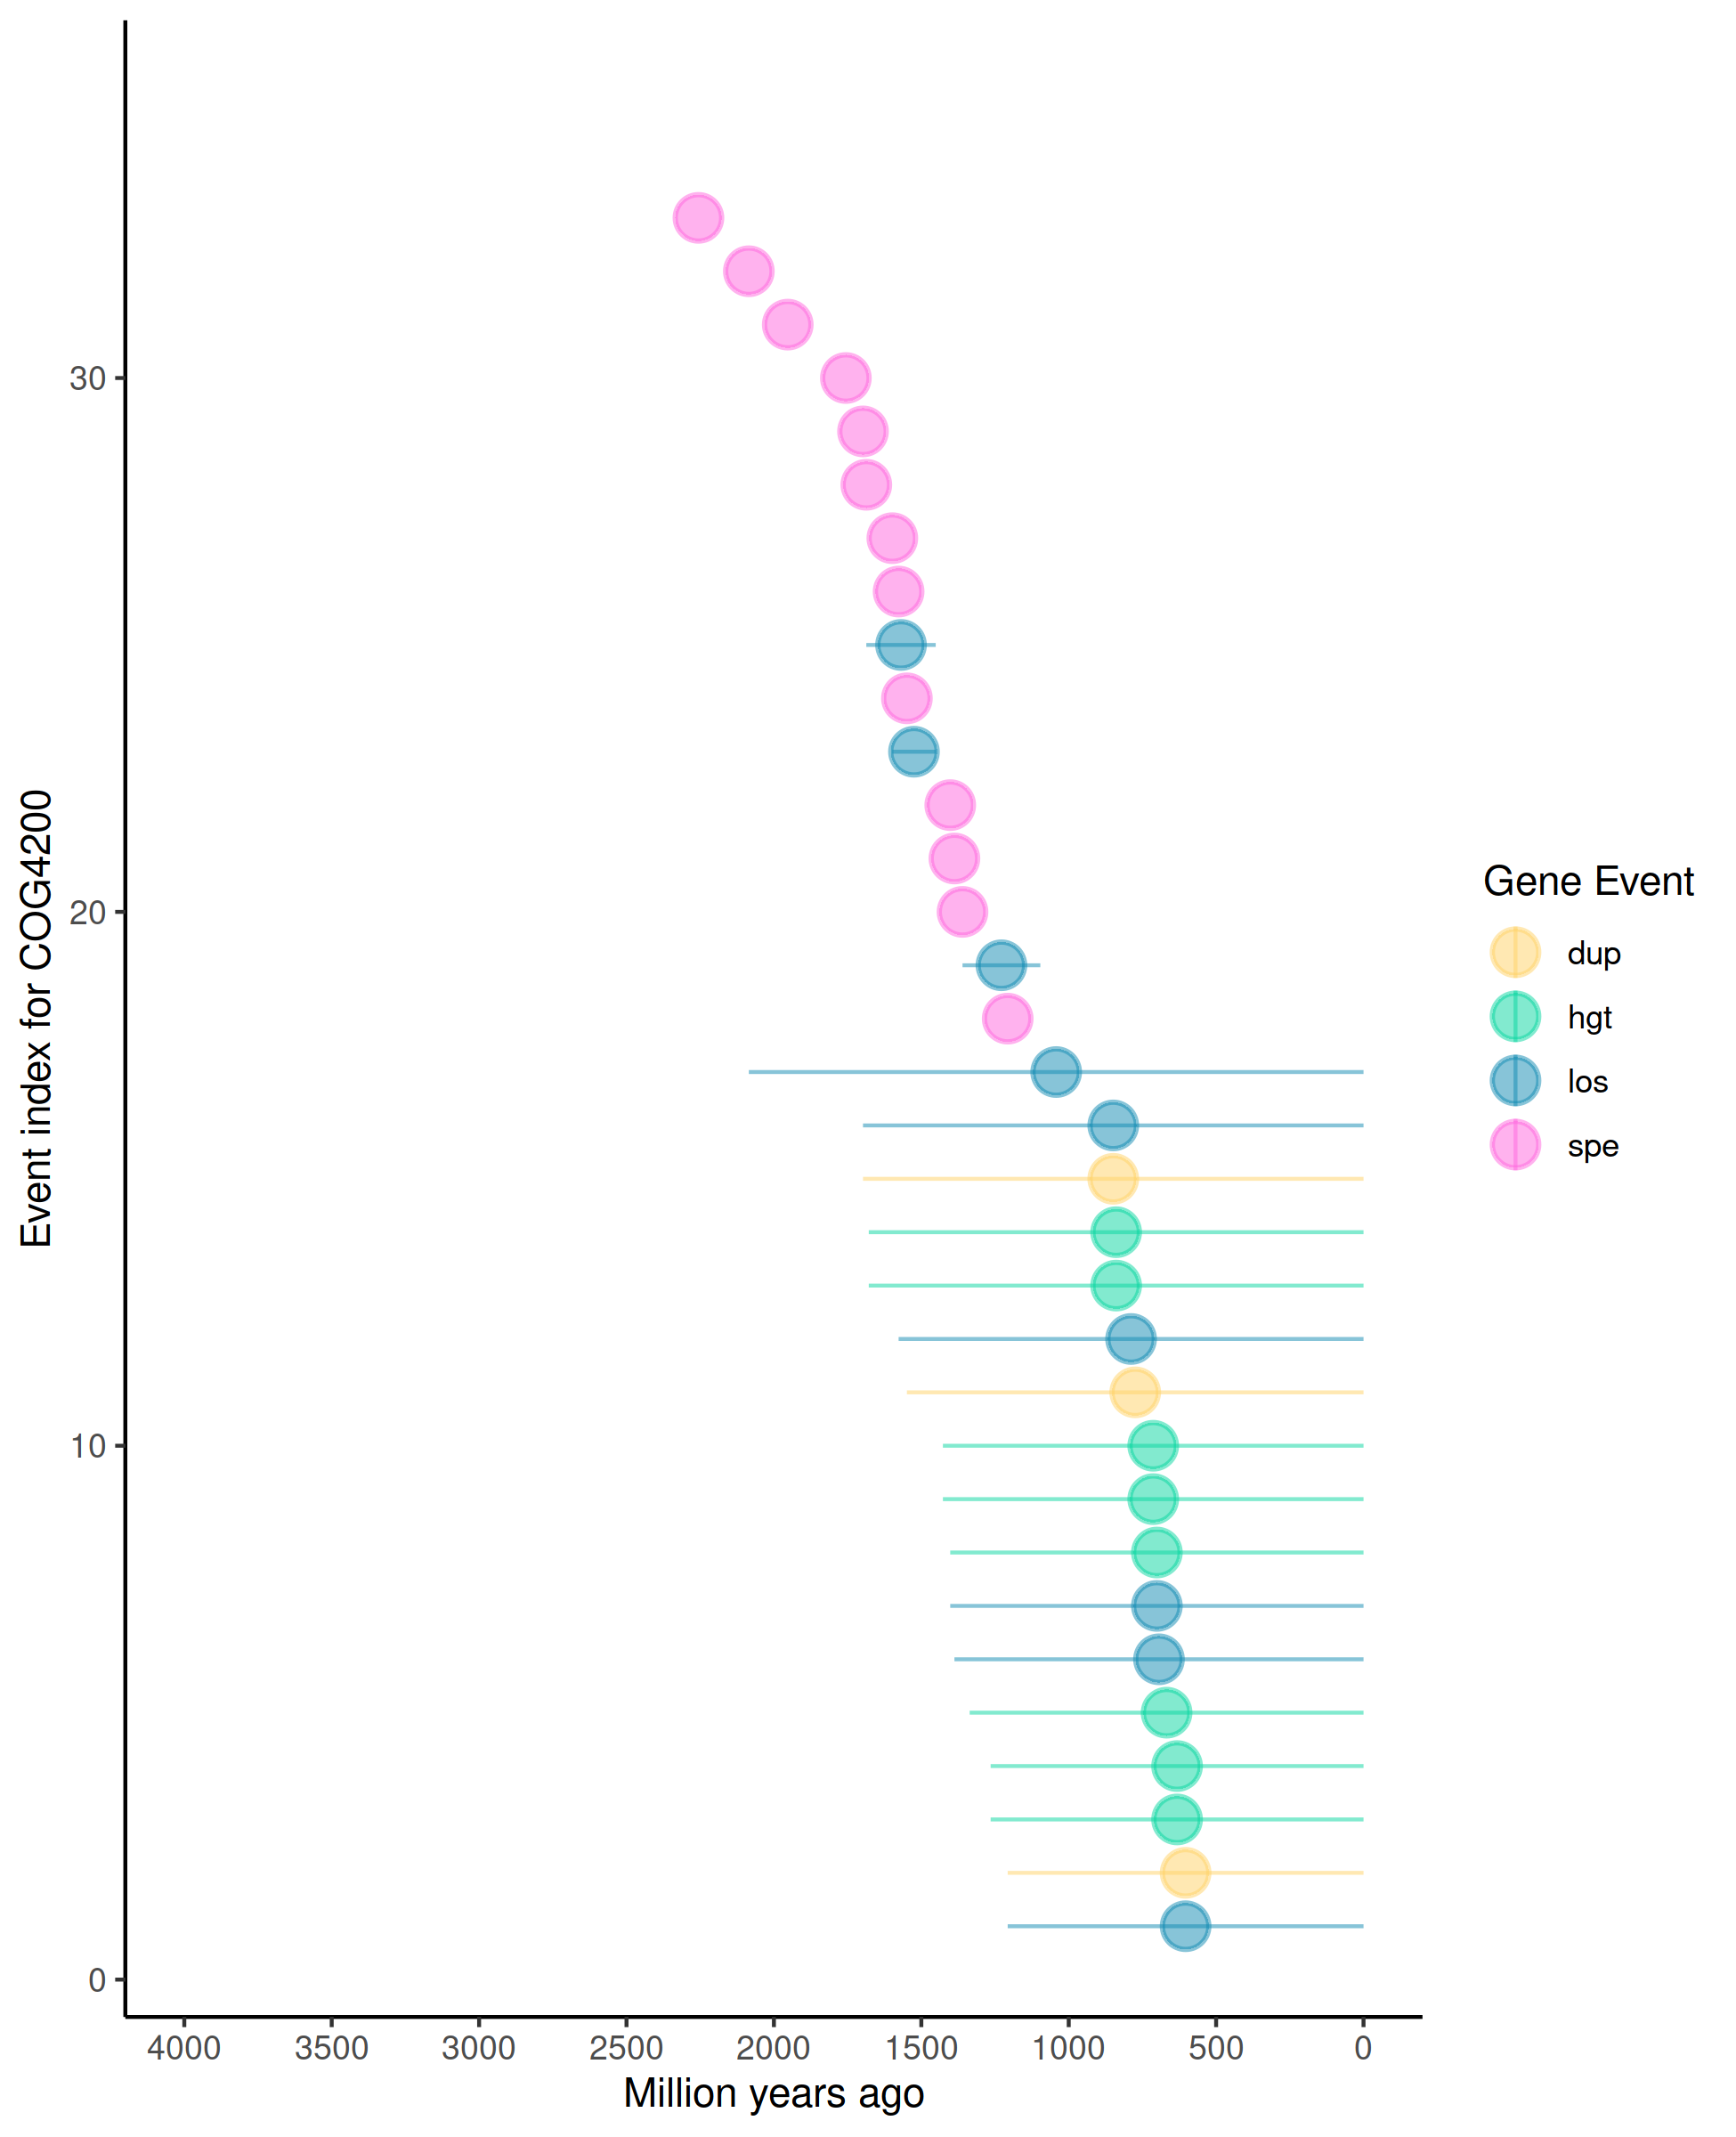 Event index for COG4200
30
20
10
0
4000 3500 3000 2500 2000 1500 1000 500 0
Million years ago
Gene Event
dup
hgt
los
spe